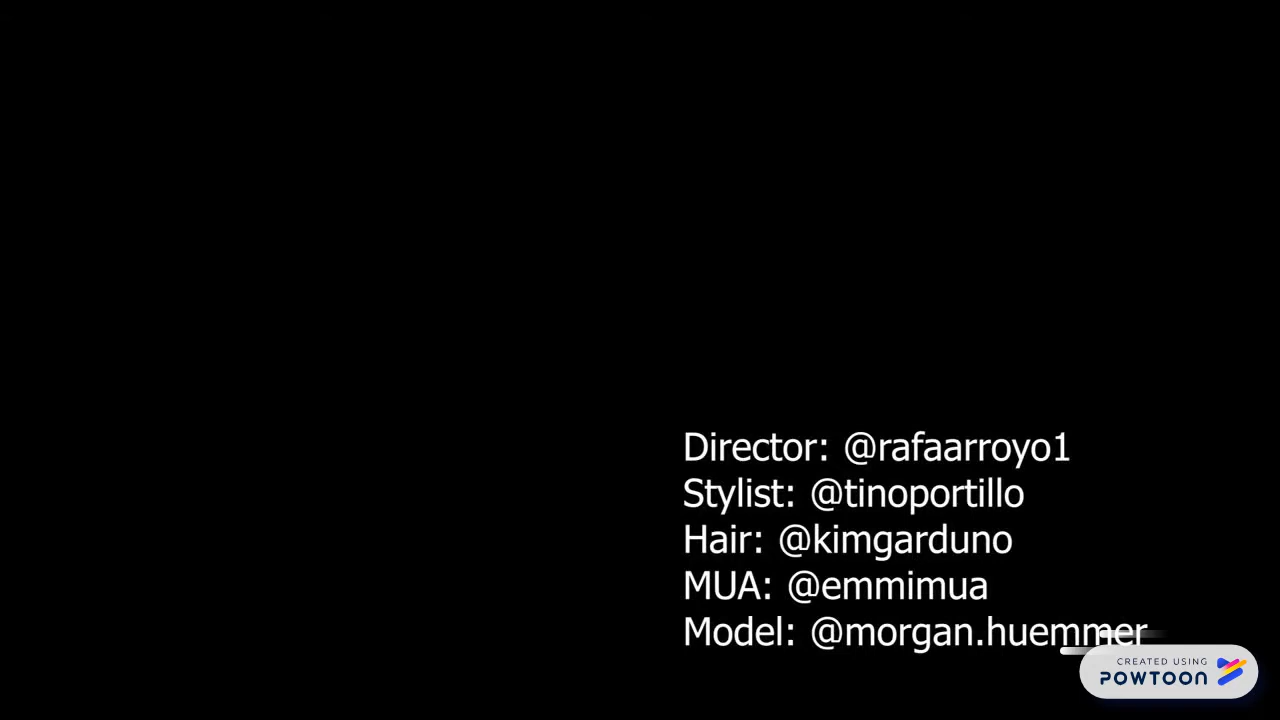 Director: @rafaarroyo1
Stylist: @tinoportillo
Hair: @kimgarduno
MUA: @emmimua
Model: @morgan.huemmer
CREATED USING
POWTOON